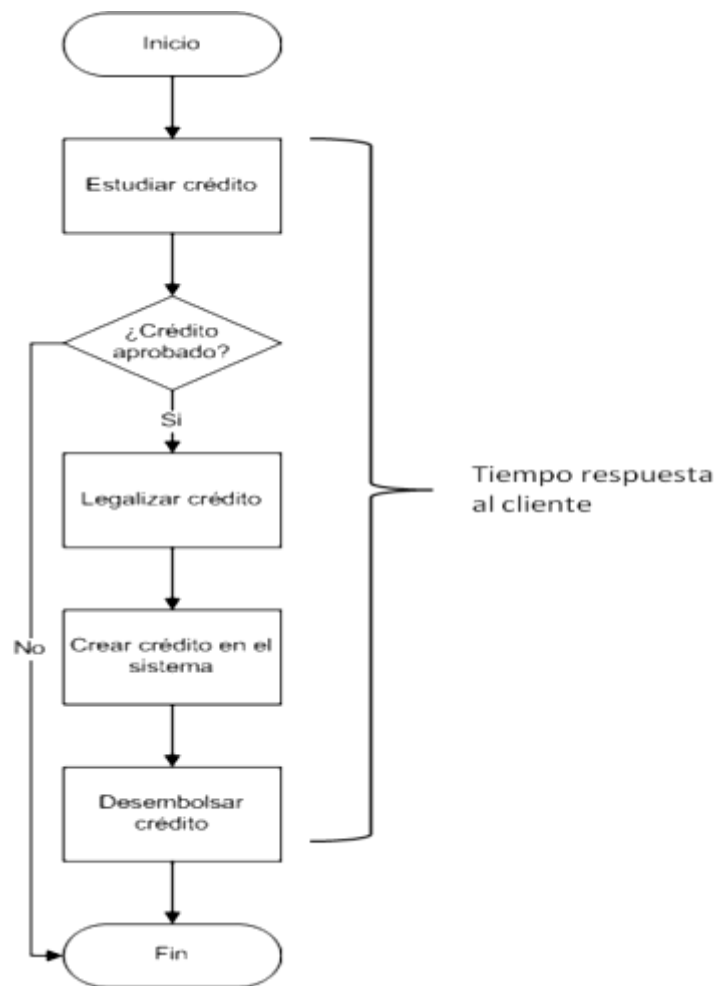 Inicio
Estudiar crédito
¿Crédito
aprobado?
Si
Legalizar crédito
Tiempo respuesta
al cliente
No
Crear crédito en el
sistema
Desembolsar
crédito
Fin